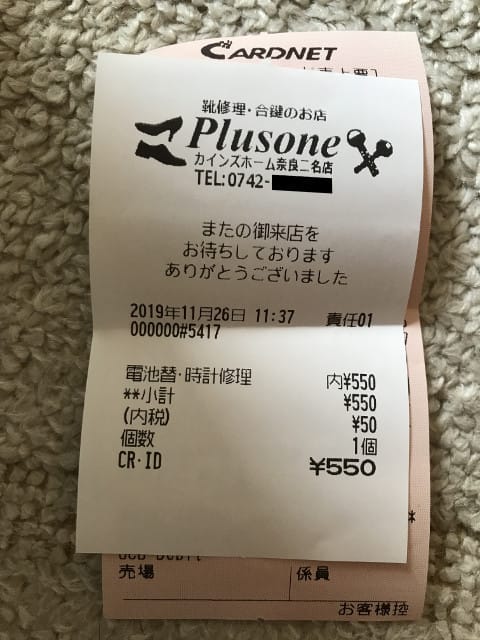 CARDNET
靴修理・合鍵のお店
Plusone
カインズホーム奈良二名店
TEL:0742-
またの御来店を
お待ちしております
ありがとうございました
2019年11月26日 11:37 責任01
000000#5417
電池替・時計修理 内¥550
**小計 ¥550
(内税) ¥50
個数 1個
CR・ID ¥550
売場 係員
お客様控